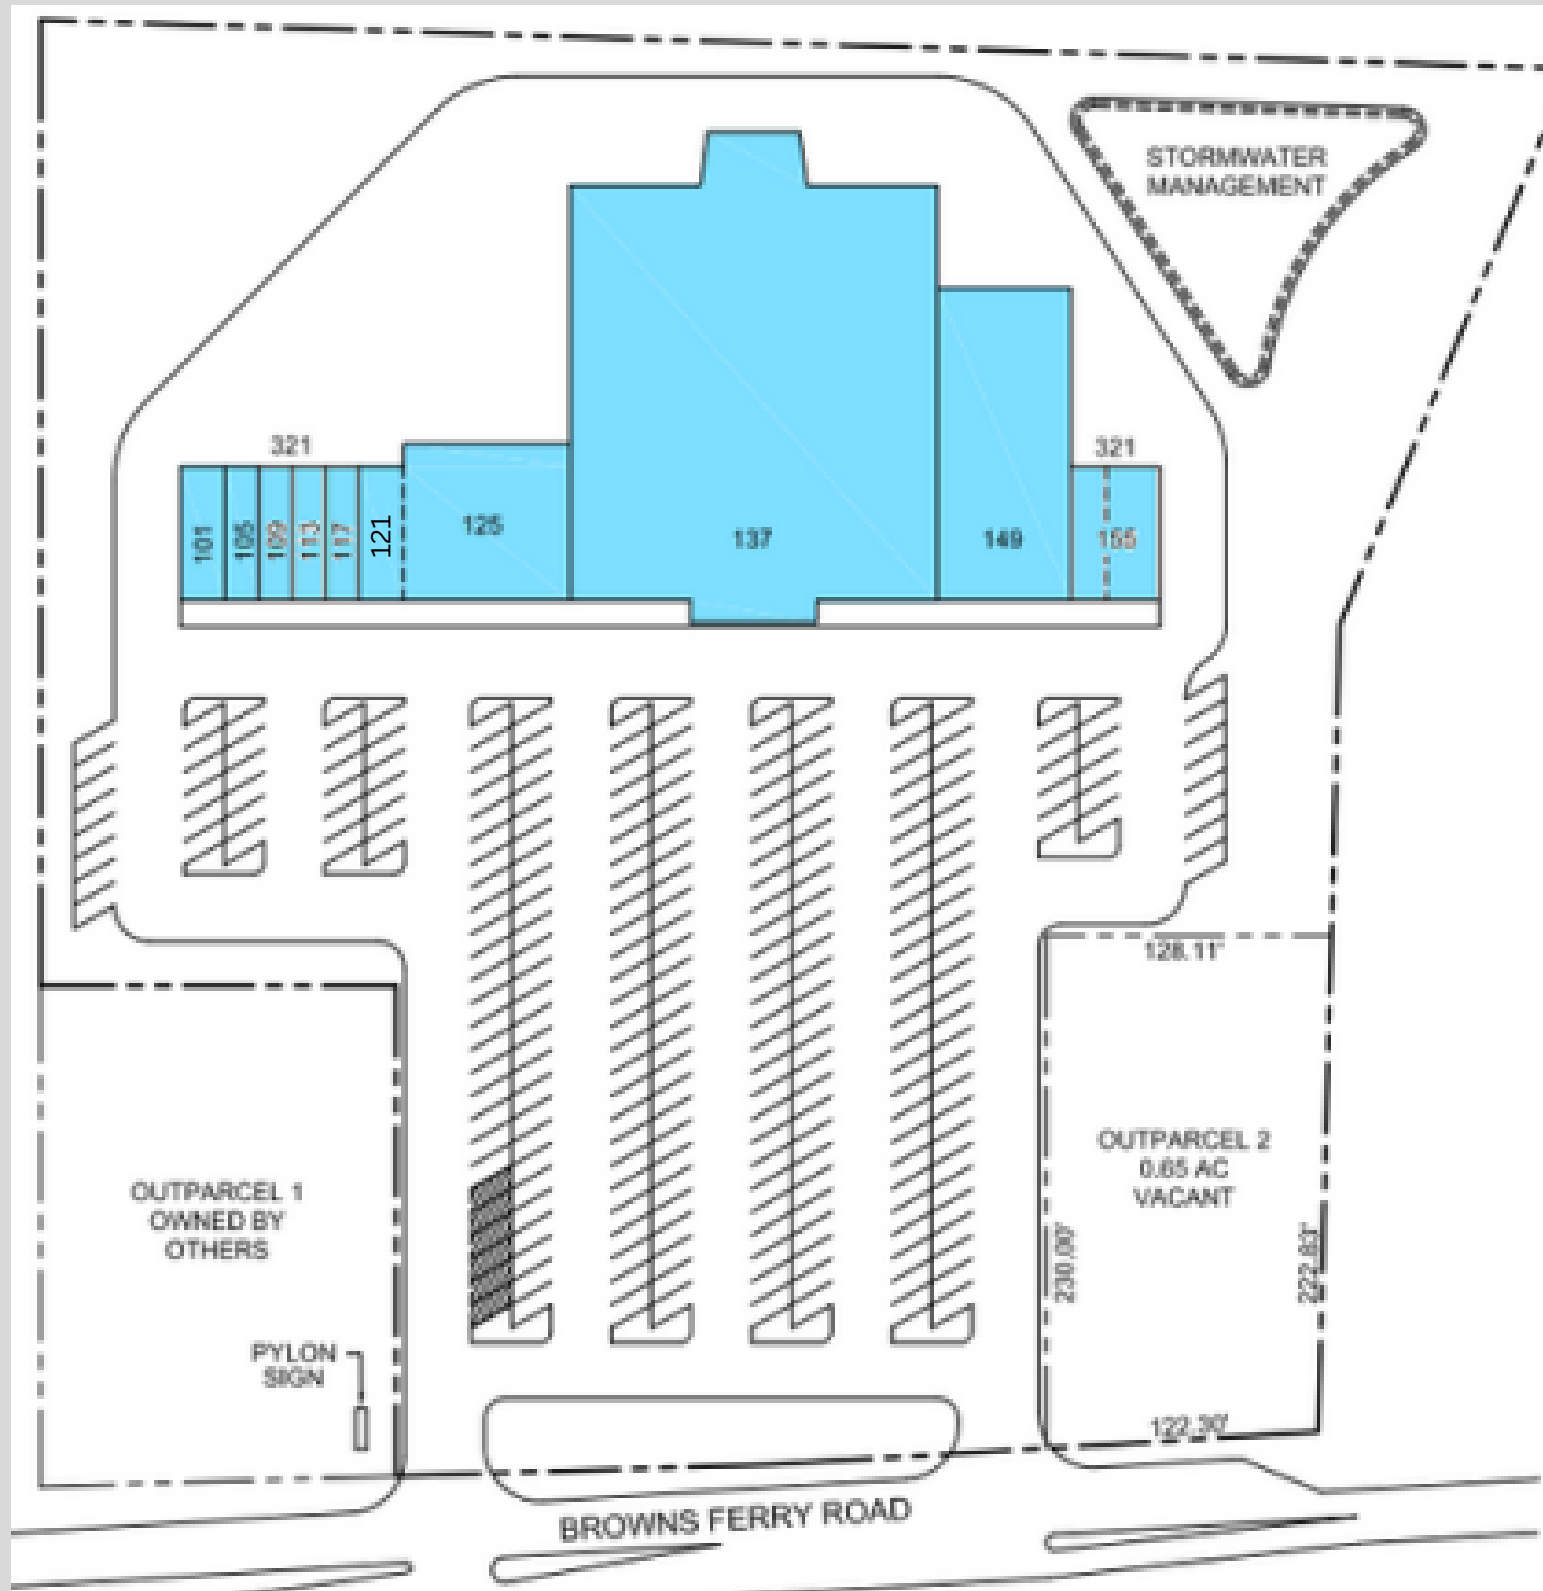 STORMWATER
MANAGEMENT
321
321
101
105
109
113
117
121
125
137
149
155
128.11'
OUTPARCEL 2
0.65 AC
VACANT
OUTPARCEL 1
OWNED BY
OTHERS
230.00'
222.83'
PYLON
SIGN
122.30'
BROWNS FERRY ROAD